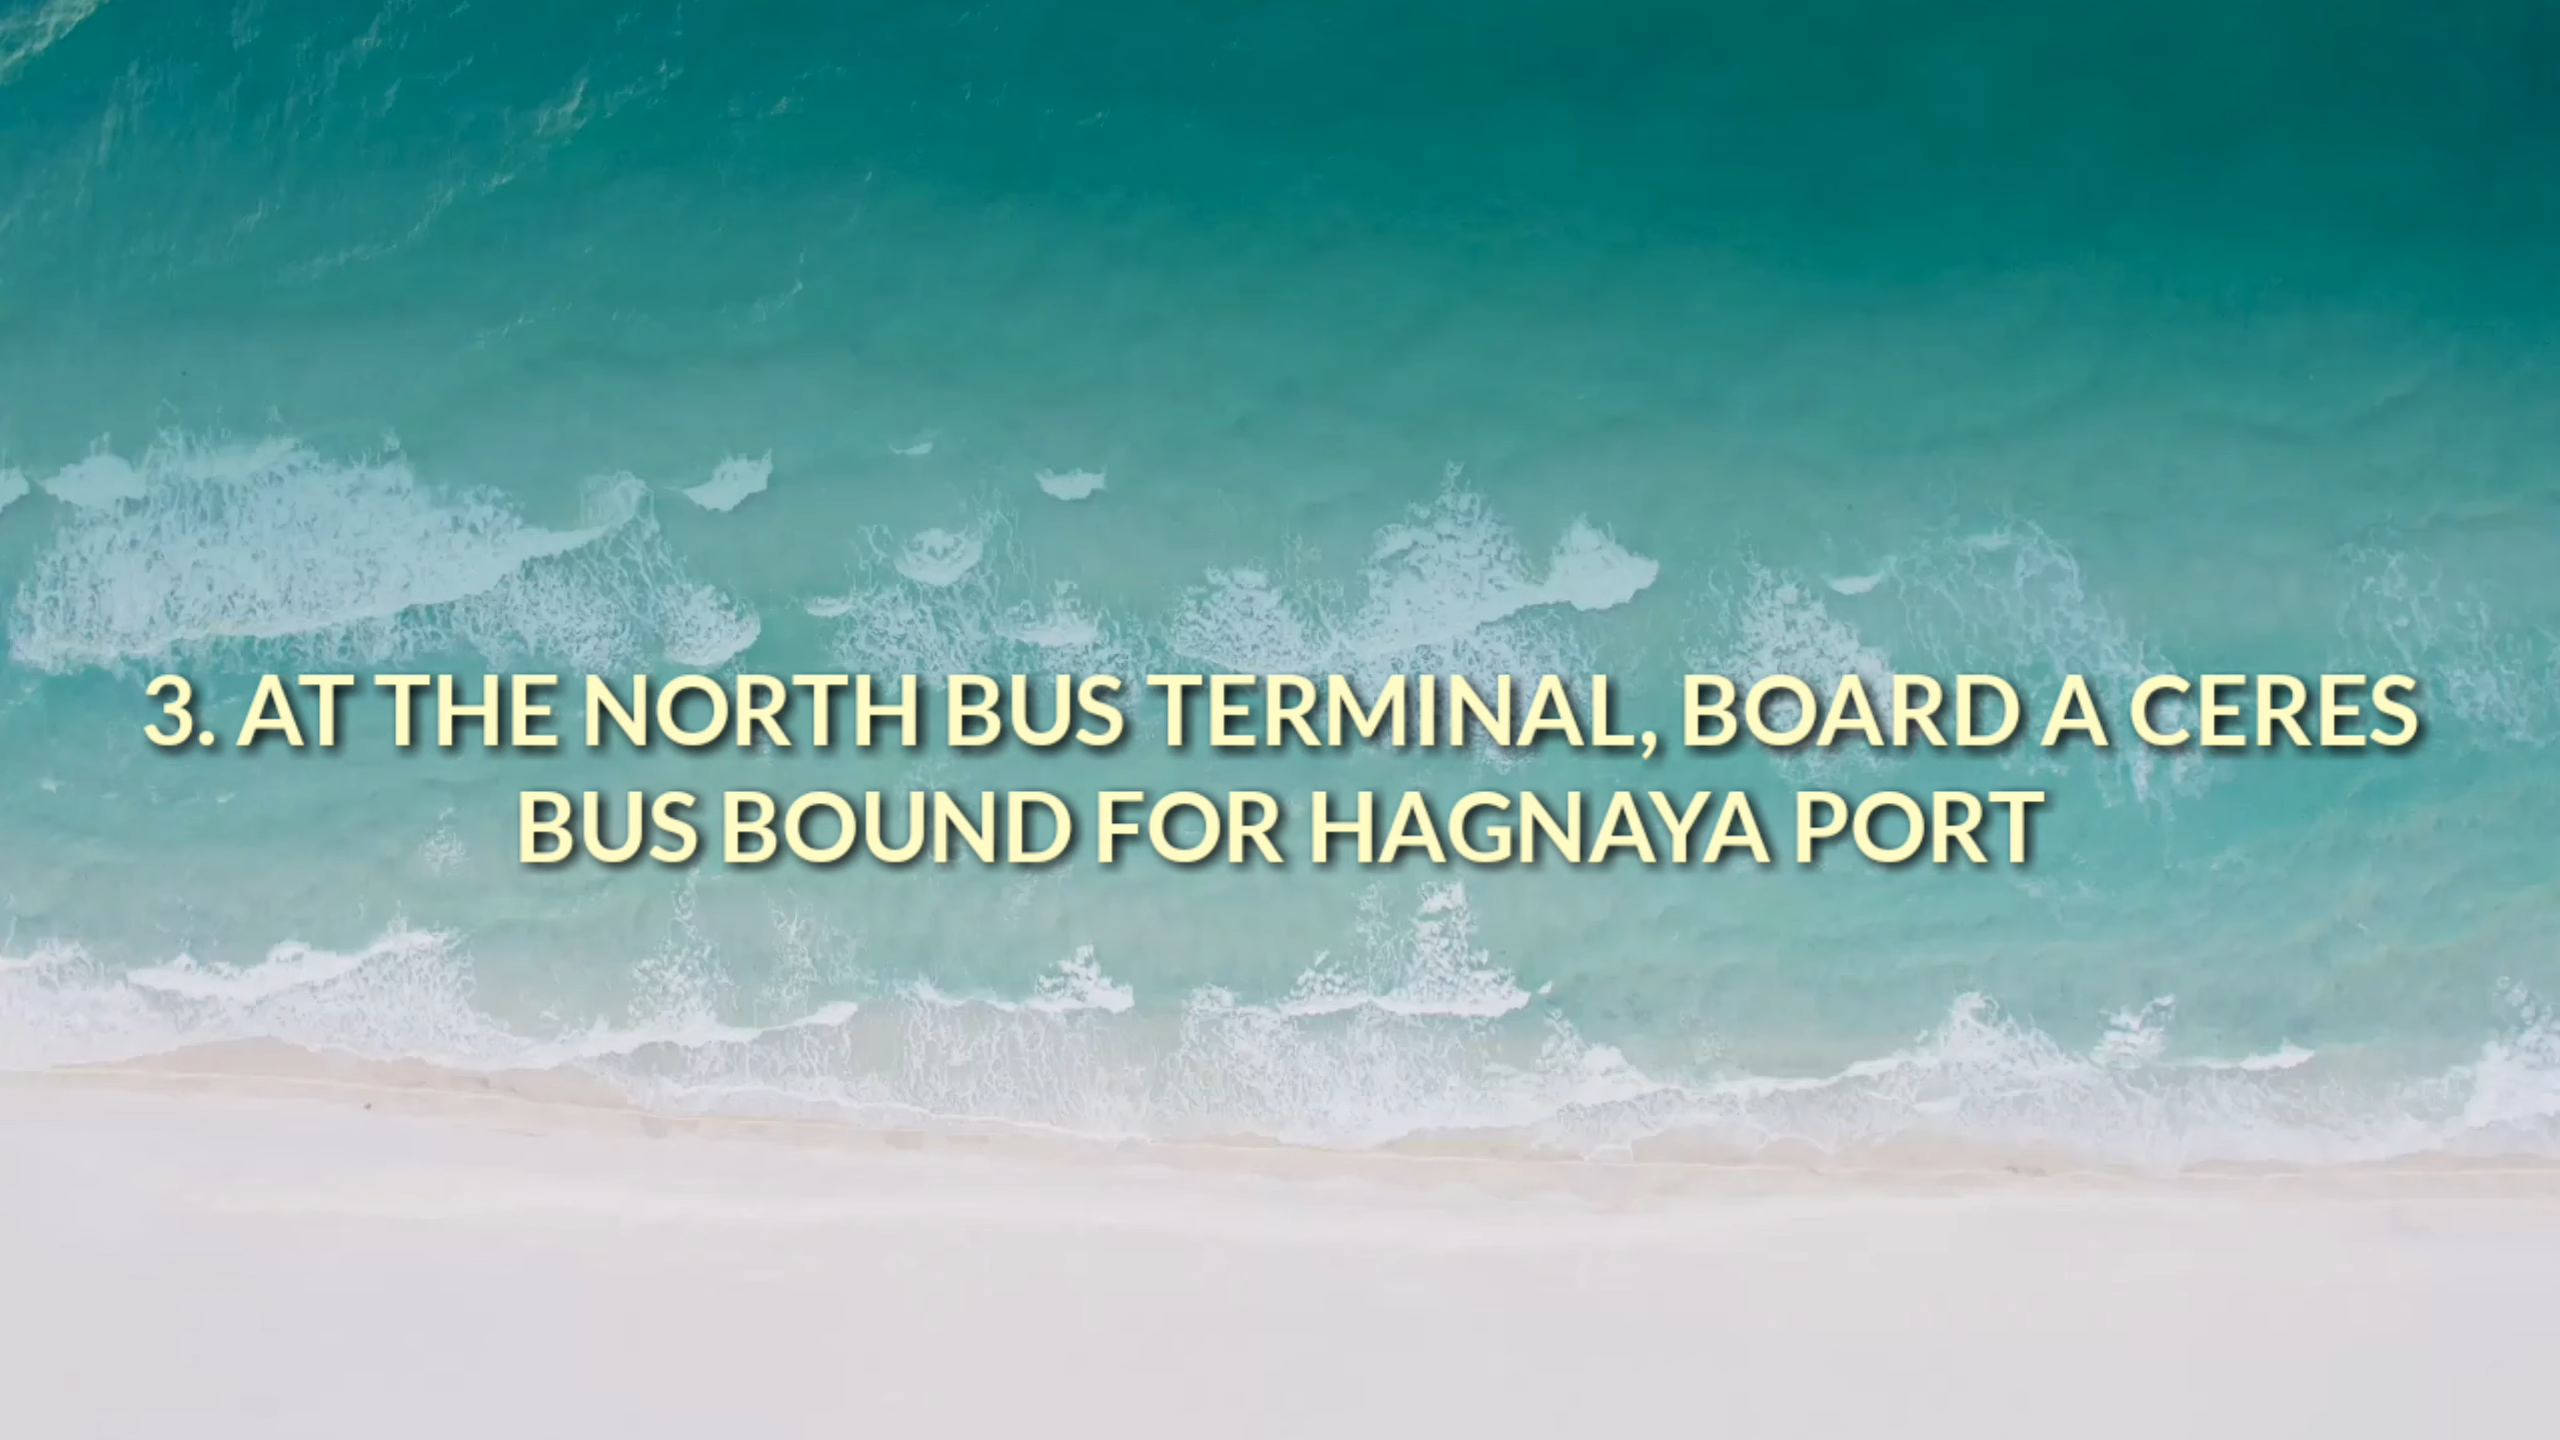 3. AT THE NORTH BUS TERMINAL, BOARD A CERES
BUS BOUND FOR HAGNAYA PORT